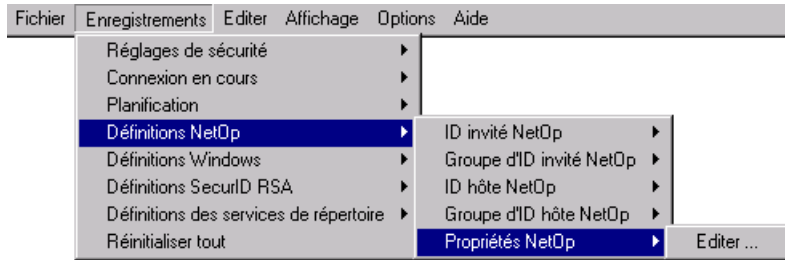 Fichier Enregistrements Editer Affichage Options Aide
Réglages de sécurité
Connexion en cours
Planification
Définitions NetOp ID invité NetOp
Définitions Windows Groupe d'ID invité NetOp
Définitions SecurID RSA ID hôte NetOp
Définitions des services de répertoire Groupe d'ID hôte NetOp
Réinitialiser tout Propriétés NetOp Editer ...